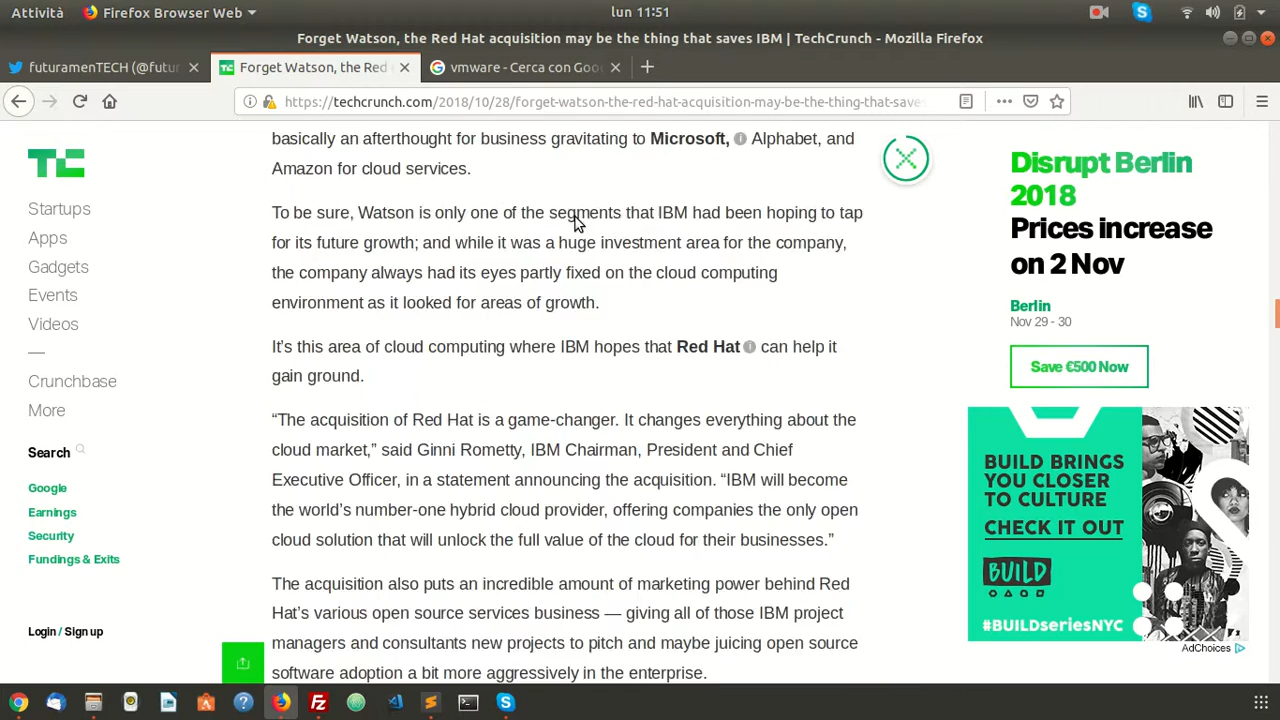 Attività
Firefox Browser Web
lun 11:51
Forget Watson, the Red Hat acquisition may be the thing that saves IBM | TechCrunch - Mozilla Firefox
futuramenTECH (@futur
Forget Watson, the Red
vmware - Cerca con Goo
https://techcrunch.com/2018/10/28/forget-watson-the-red-hat-acquisition-may-be-the-thing-that-save
basically an afterthought for business gravitating to Microsoft, Alphabet, and
Amazon for cloud services.
To be sure, Watson is only one of the segments that IBM had been hoping to tap
for its future growth; and while it was a huge investment area for the company,
the company always had its eyes partly fixed on the cloud computing
environment as it looked for areas of growth.
It’s this area of cloud computing where IBM hopes that Red Hat can help it
gain ground.
“The acquisition of Red Hat is a game-changer. It changes everything about the
cloud market,” said Ginni Rometty, IBM Chairman, President and Chief
Executive Officer, in a statement announcing the acquisition. “IBM will become
the world’s number-one hybrid cloud provider, offering companies the only open
cloud solution that will unlock the full value of the cloud for their businesses.”
The acquisition also puts an incredible amount of marketing power behind Red
Hat’s various open source services business — giving all of those IBM project
managers and consultants new projects to pitch and maybe juicing open source
software adoption a bit more aggressively in the enterprise.
Startups
Apps
Gadgets
Events
Videos
—
Crunchbase
More
Search
Google
Earnings
Security
Fundings & Exits
Login / Sign up
Disrupt Berlin
2018
Prices increase
on 2 Nov
Berlin
Nov 29 - 30
Save €500 Now
BUILD BRINGS
YOU CLOSER
TO CULTURE
CHECK IT OUT
BUILD
#BUILDseriesNYC
AdChoices